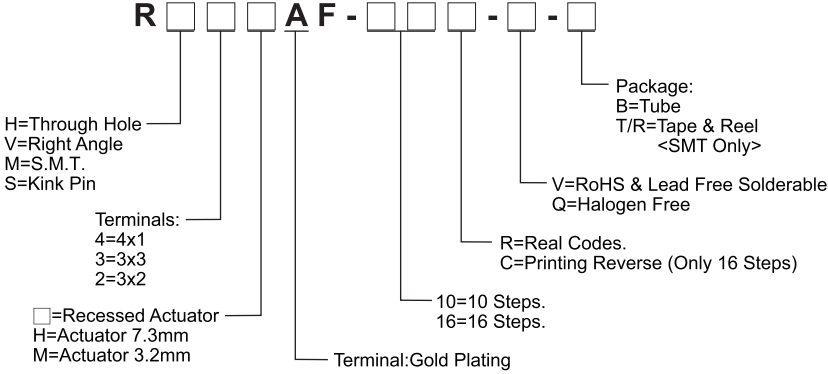 R□□□AF-□□□-□-□
Package:
B=Tube
T/R=Tape & Reel
<SMT Only>
H=Through Hole
V=Right Angle
M=S.M.T.
S=Kink Pin
V=RoHS & Lead Free Solderable
Q=Halogen Free
Terminals:
4=4x1
3=3x3
2=3x2
R=Real Codes.
C=Printing Reverse (Only 16 Steps)
10=10 Steps.
16=16 Steps.
□=Recessed Actuator
H=Actuator 7.3mm
M=Actuator 3.2mm
Terminal:Gold Plating